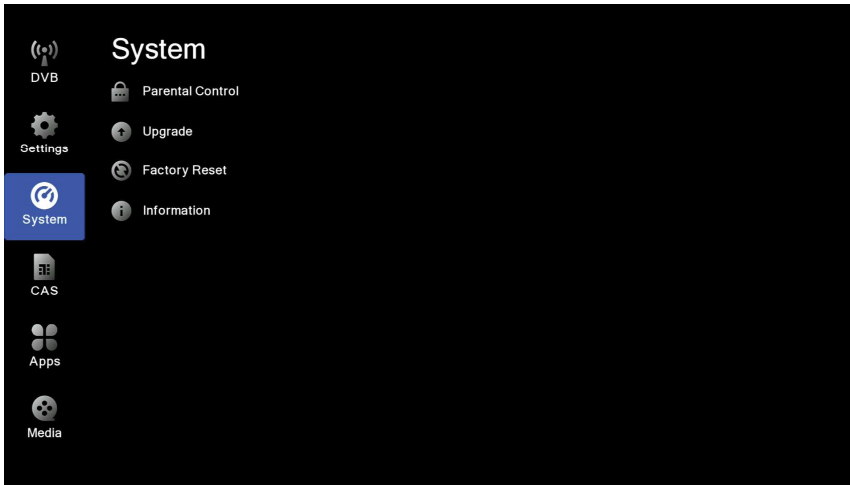 System
DVB
Parental Control
Upgrade
Settings
Factory Reset
Information
System
CAS
Apps
Media